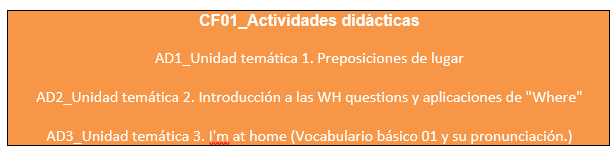 CF01_Actividades didácticas
AD1_Unidad temática 1. Preposiciones de lugar
AD2_Unidad temática 2. Introducción a las WH questions y aplicaciones de "Where"
AD3_Unidad temática 3. I'm at home (Vocabulario básico 01 y su pronunciación.)